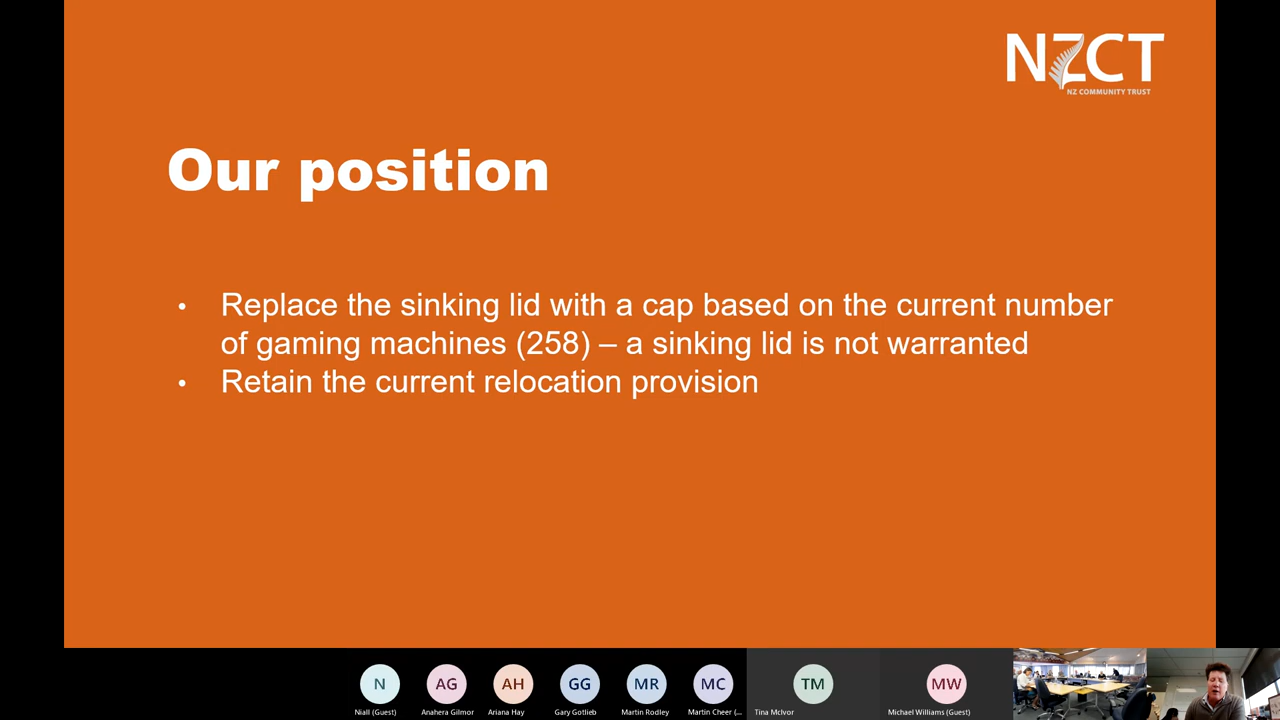 NZCT
NZ COMMUNITY TRUST
Our position
• Replace the sinking lid with a cap based on the current number
of gaming machines (258) – a sinking lid is not warranted
• Retain the current relocation provision
N
AG
AH
GG
MR
MC
TM
MW
Niall (Guest)
Anahera Gilmor
Ariana Hay
Gary Gotlieb
Martin Rodley
Martin Cheer (...
Tina McIvor
Michael Williams (Guest)